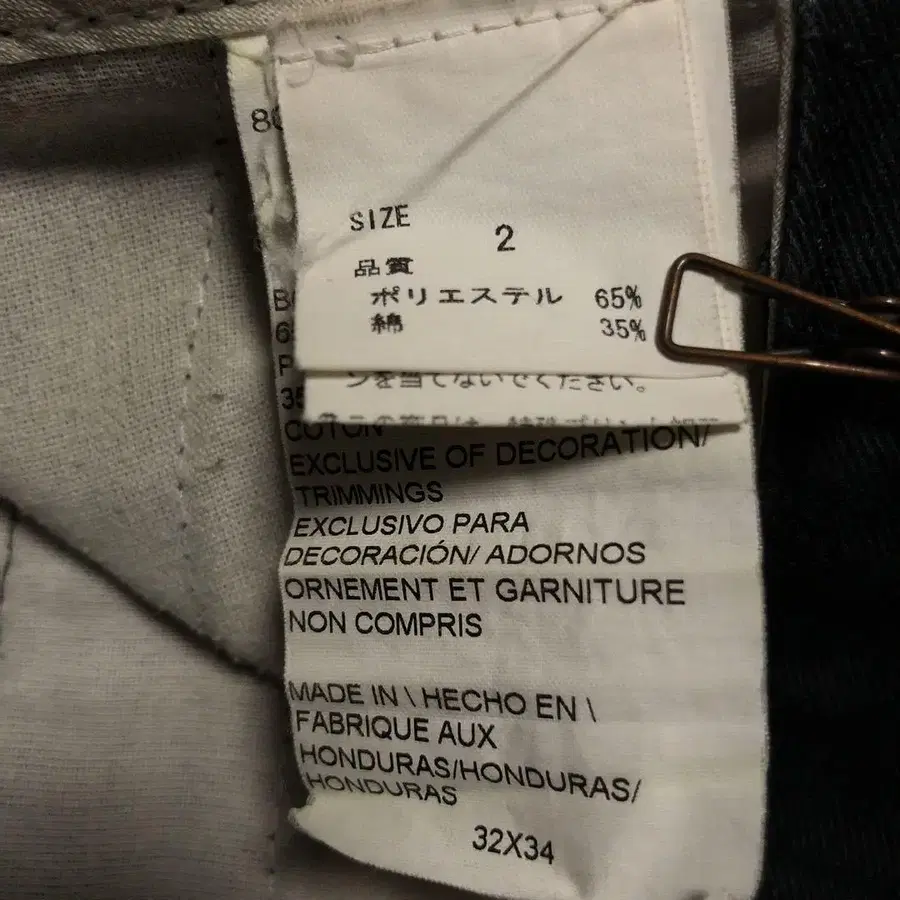 SIZE 2
品質
ポリエステル 65%
綿 35%
ンを当てないでください。
COTON
EXCLUSIVE OF DECORATION/
TRIMMINGS
EXCLUSIVO PARA
DECORACIÓN/ ADORNOS
ORNEMENT ET GARNITURE
NON COMPRIS
MADE IN \ HECHO EN \
FABRIQUE AUX
HONDURAS/HONDURAS/
HONDURAS
32X34